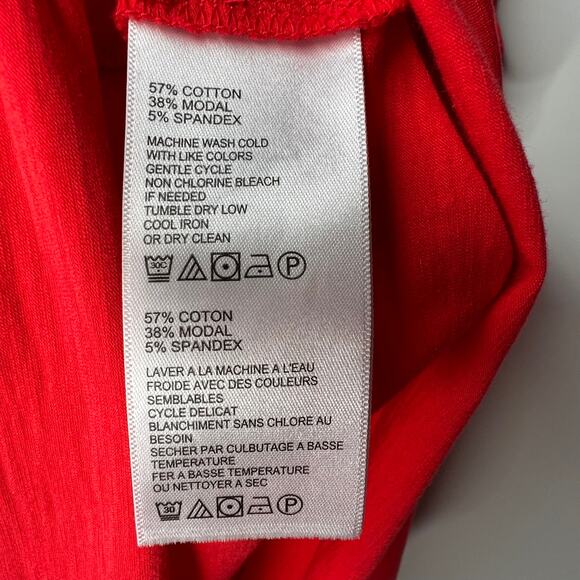 57% COTTON
38% MODAL
5% SPANDEX
MACHINE WASH COLD
WITH LIKE COLORS
GENTLE CYCLE
NON CHLORINE BLEACH
IF NEEDED
TUMBLE DRY LOW
COOL IRON
OR DRY CLEAN
30C P
57% COTON
38% MODAL
5% SPANDEX
LAVER A LA MACHINE A L'EAU
FROIDE AVEC DES COULEURS
SEMBLABLES
CYCLE DELICAT
BLANCHIMENT SANS CHLORE AU
BESOIN
SECHER PAR CULBUTAGE A BASSE
TEMPERATURE
FER A BASSE TEMPERATURE
OU NETTOYER A SEC
30 P